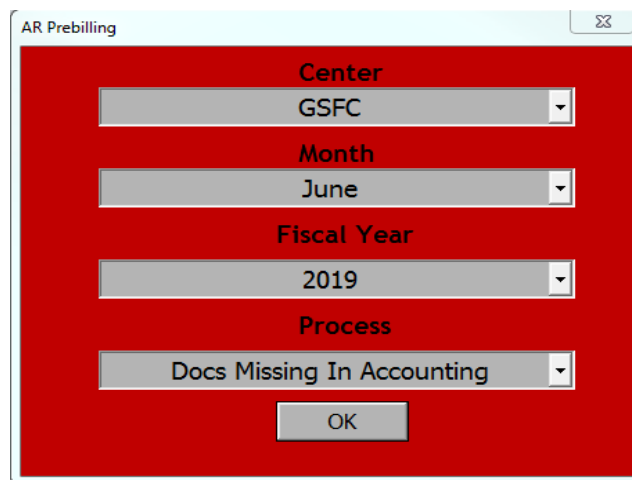 AR Prebilling
Center
GSFC
Month
June
Fiscal Year
2019
Process
Docs Missing In Accounting
OK